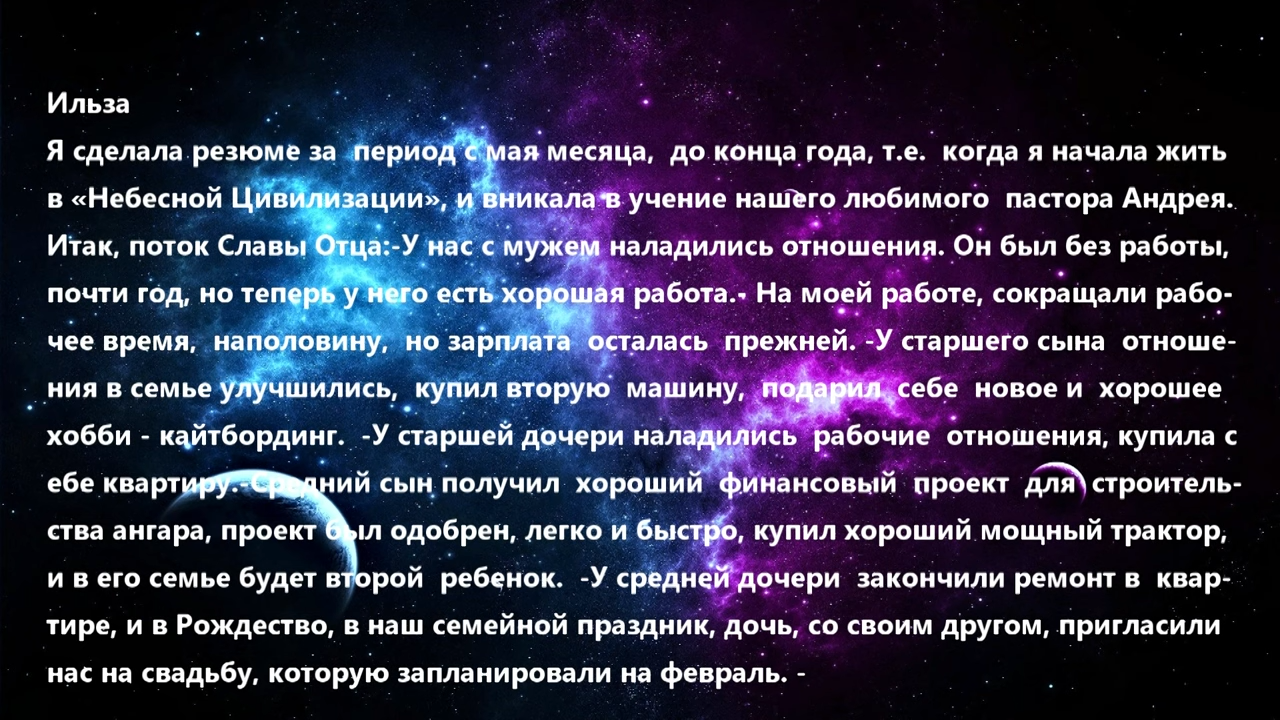 Ильза
Я сделала резюме за период с мая месяца, до конца года, т.е. когда я начала жить
в «Небесной Цивилизации», и вникала в учение нашего любимого пастора Андрея.
Итак, поток Славы Отца:-У нас с мужем наладились отношения. Он был без работы,
почти год, но теперь у него есть хорошая работа.- На моей работе, сокращали рабо-
чее время, наполовину, но зарплата осталась прежней. -У старшего сына отноше-
ния в семье улучшились, купил вторую машину, подарил себе новое и хорошее
хобби - кайтбординг. -У старшей дочери наладились рабочие отношения, купила с
ебе квартиру.-Средний сын получил хороший финансовый проект для строитель-
ства ангара, проект был одобрен, легко и быстро, купил хороший мощный трактор,
и в его семье будет второй ребенок. -У средней дочери закончили ремонт в квар-
тире, и в Рождество, в наш семейной праздник, дочь, со своим другом, пригласили
нас на свадьбу, которую запланировали на февраль. -